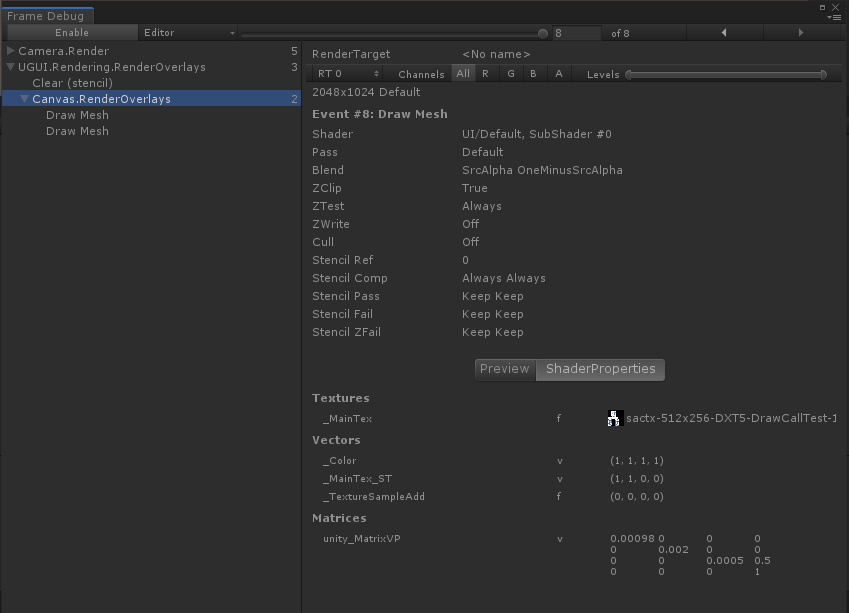 Frame Debug
Enable Editor 8 of 8
Camera.Render 5
UGUI.Rendering.RenderOverlays 3
Clear (stencil)
Canvas.RenderOverlays 2
Draw Mesh
Draw Mesh
RenderTarget <No name>
RT 0 Channels All R G B A Levels
2048x1024 Default
Event #8: Draw Mesh
Shader UI/Default, SubShader #0
Pass Default
Blend SrcAlpha OneMinusSrcAlpha
ZClip True
ZTest Always
ZWrite Off
Cull Off
Stencil Ref 0
Stencil Comp Always Always
Stencil Pass Keep Keep
Stencil Fail Keep Keep
Stencil ZFail Keep Keep
Preview ShaderProperties
Textures
_MainTex f sactx-512x256-DXT5-DrawCallTest-1
Vectors
_Color v (1, 1, 1, 1)
_MainTex_ST v (1, 1, 0, 0)
_TextureSampleAdd f (0, 0, 0, 0)
Matrices
unity_MatrixVP v 0.00098 0 0 0
0 0.002 0 0
0 0 0.0005 0.5
0 0 0 1